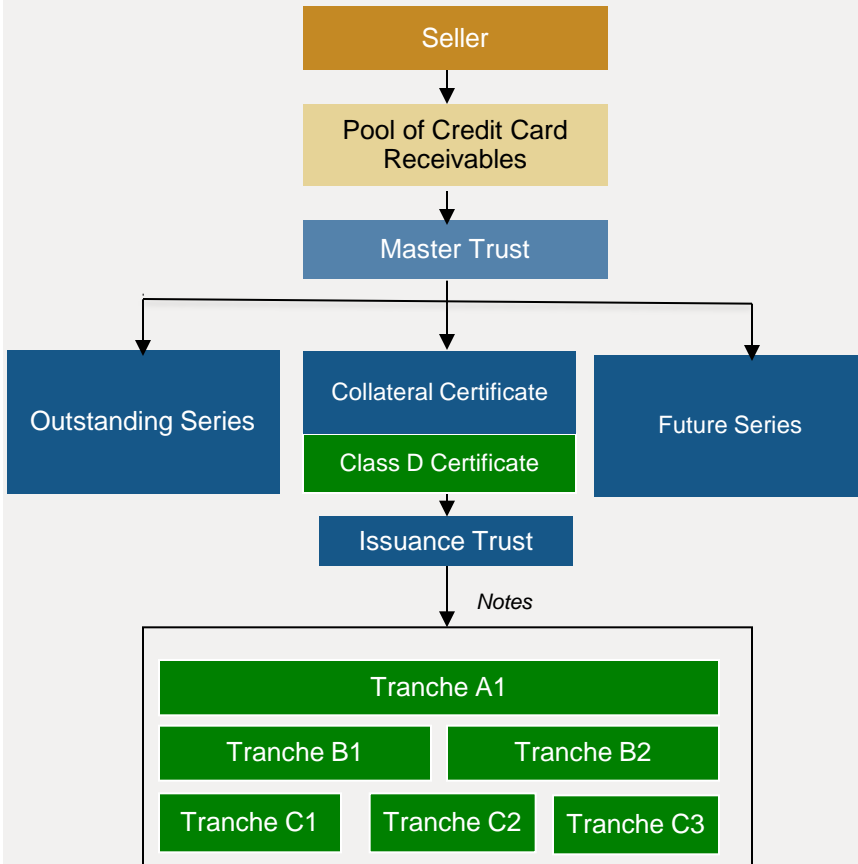 Seller
Pool of Credit Card
Receivables
Master Trust
Outstanding Series
Collateral Certificate
Class D Certificate
Future Series
Issuance Trust
Notes
Tranche A1
Tranche B1
Tranche B2
Tranche C1
Tranche C2
Tranche C3